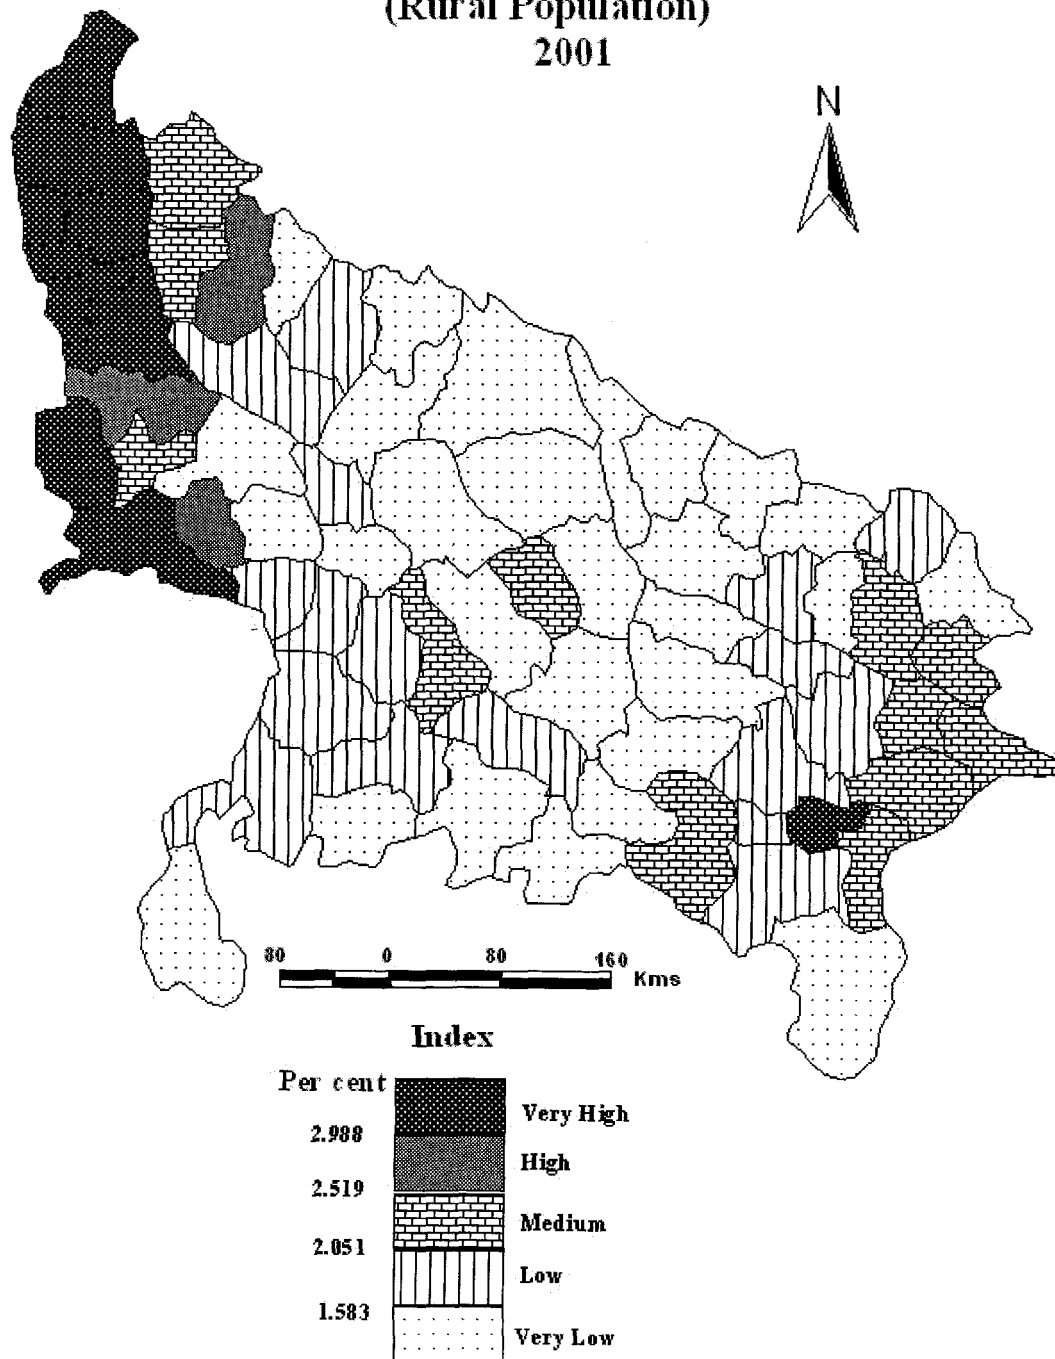 (Rural Population)
2001
N
80 0 80 160
Kms
Index
Per cent
Very High
2.988
High
2.519
Medium
2.051
Low
1.583
Very Low